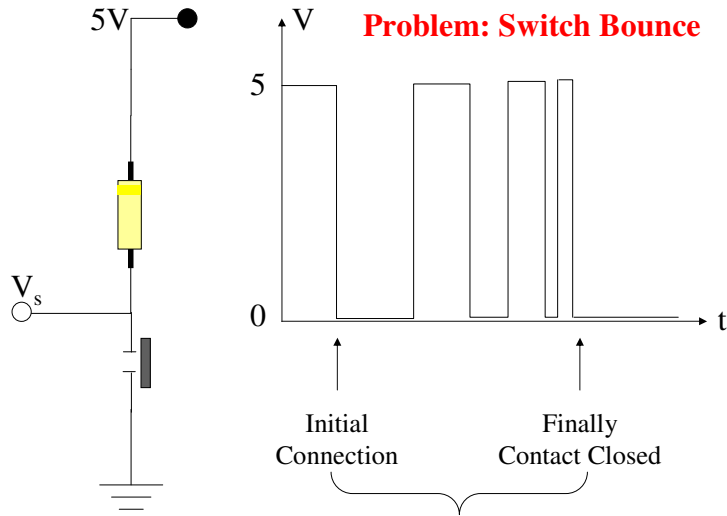 Problem: Switch Bounce
5V
V
5
Vs
0
t
Initial
Connection
Finally
Contact Closed